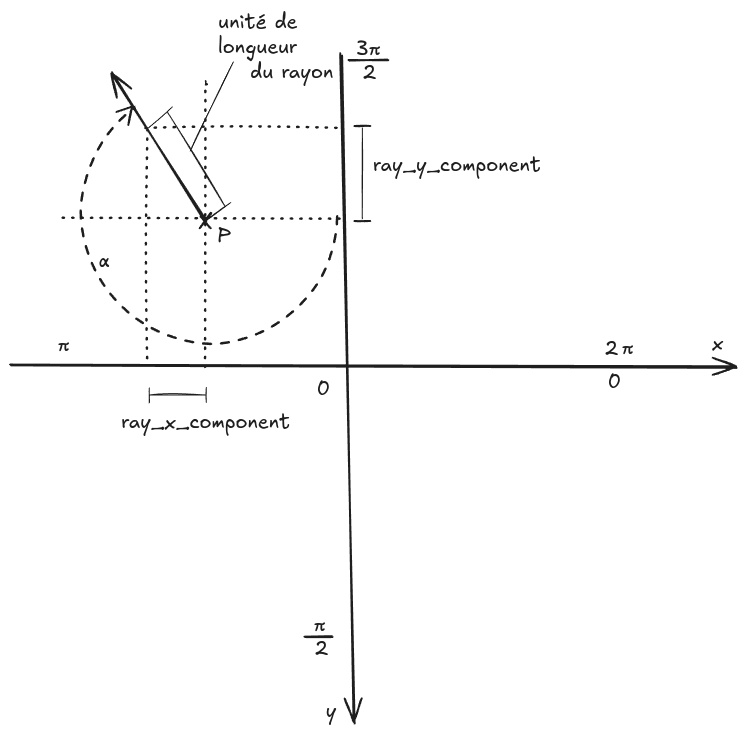 unité de
longueur
du rayon
3π
2
ray_y_component
P
α
π
2π
x
0
0
ray_x_component
π
2
y